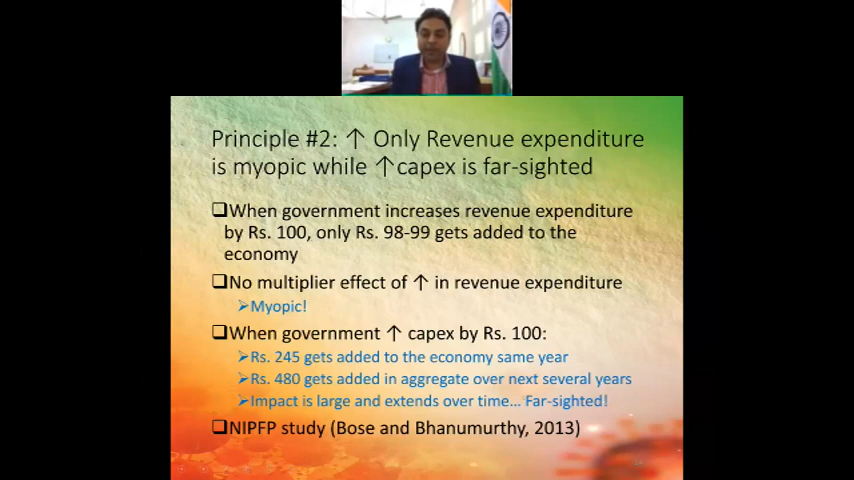 Principle #2: ↑ Only Revenue expenditure
is myopic while ↑capex is far-sighted
❑When government increases revenue expenditure
by Rs. 100, only Rs. 98-99 gets added to the
economy
❑No multiplier effect of ↑ in revenue expenditure
➢Myopic!
❑When government ↑ capex by Rs. 100:
➢Rs. 245 gets added to the economy same year
➢Rs. 480 gets added in aggregate over next several years
➢Impact is large and extends over time… Far-sighted!
❑NIPFP study (Bose and Bhanumurthy, 2013)